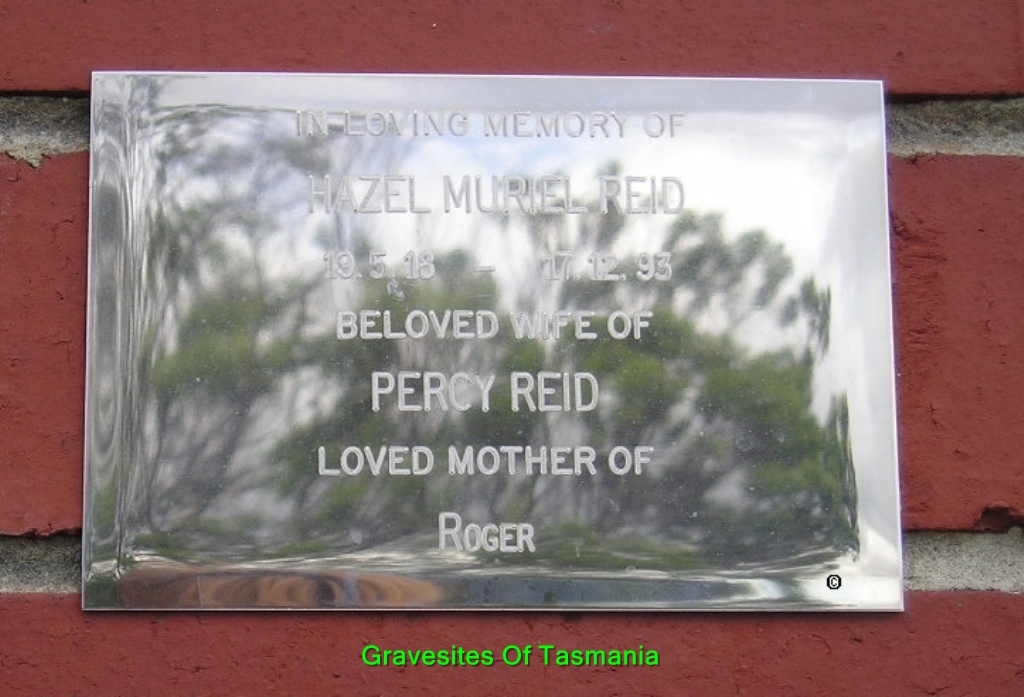 IN LOVING MEMORY OF
HAZEL MURIEL REID
19.5.18 - 17.12.93
BELOVED WIFE OF
PERCY REID
LOVED MOTHER OF
ROGER
©
Gravesites Of Tasmania